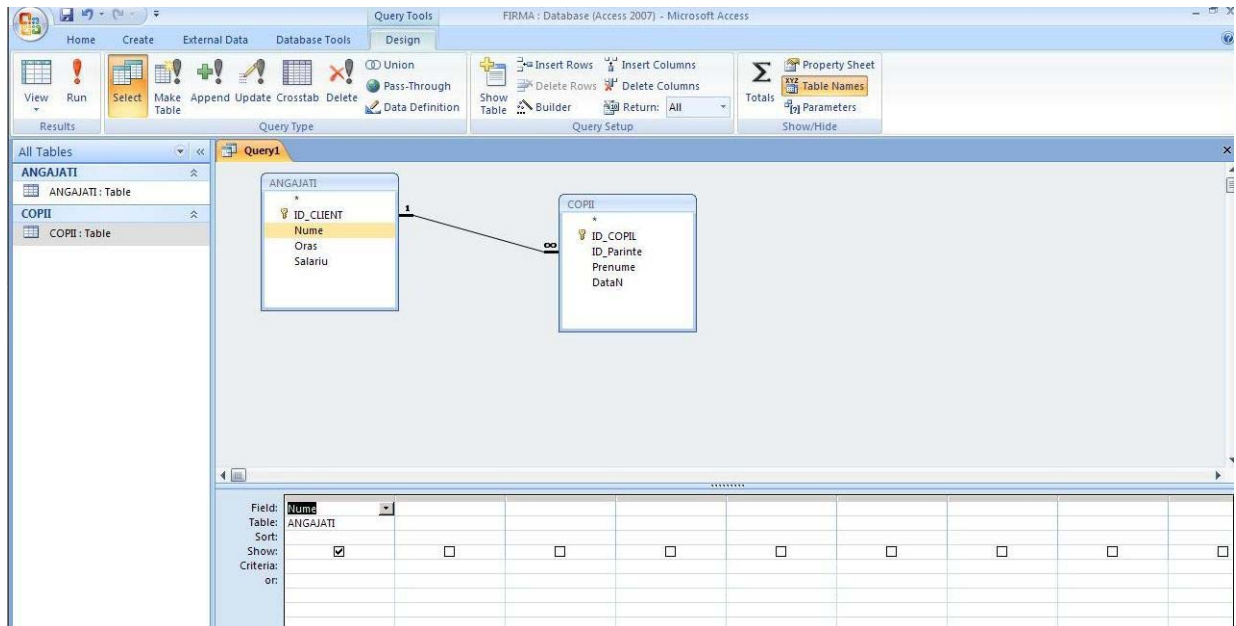 Query Tools
FIRMA : Database (Access 2007) - Microsoft Access
Home Create External Data Database Tools Design
View
Run
Select
Make Table
Append
Update
Crosstab
Delete
Union
Pass-Through
Data Definition
Show Table
Insert Rows
Delete Rows
Builder
Insert Columns
Delete Columns
Return: All
Totals
Property Sheet
Table Names
Parameters
Results
Query Type
Query Setup
Show/Hide
All Tables
ANGAJATI
ANGAJATI : Table
COPII
COPII : Table
Query1
ANGAJATI
*
ID_CLIENT
Nume
Oras
Salariu
1
∞
COPII
*
ID_COPIL
ID_Parinte
Prenume
DataN
Field: Nume
Table: ANGAJATI
Sort:
Show:
Criteria:
or: